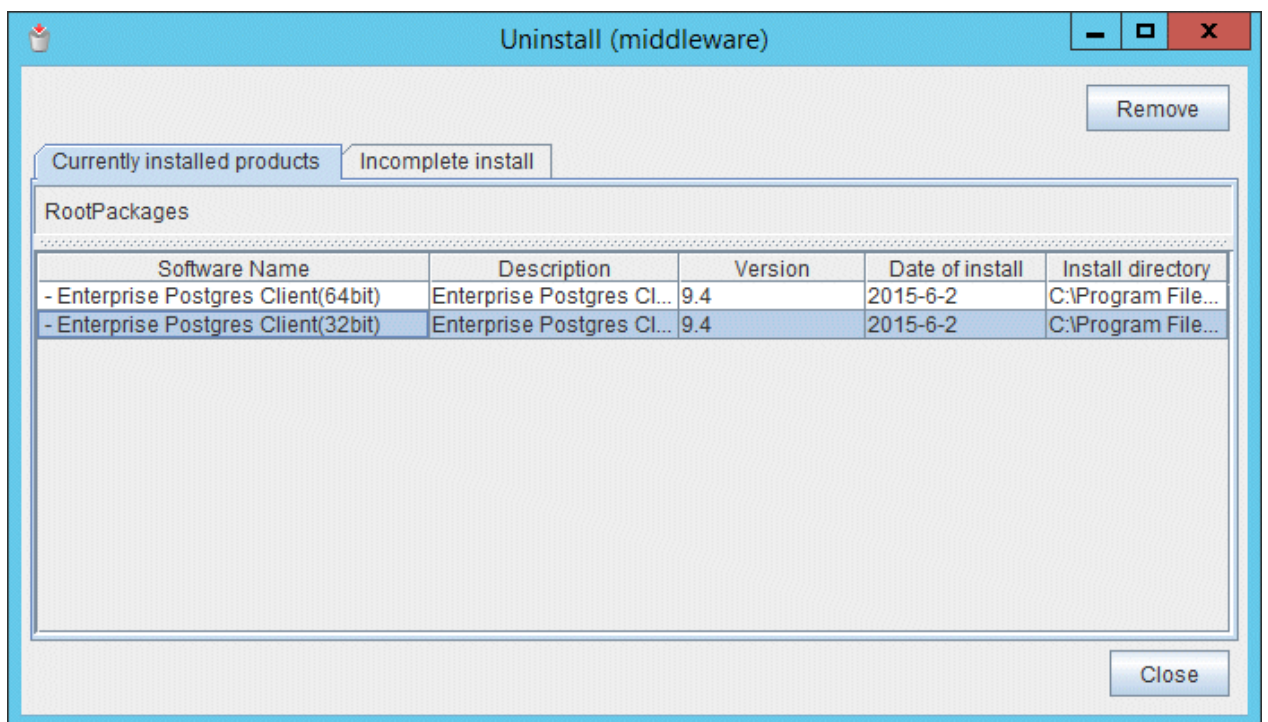 Uninstall (middleware)
Remove
Currently installed products Incomplete install
RootPackages
Software Name Description Version Date of install Install directory
- Enterprise Postgres Client(64bit) Enterprise Postgres Cl... 9.4 2015-6-2 C:\Program File...
- Enterprise Postgres Client(32bit) Enterprise Postgres Cl... 9.4 2015-6-2 C:\Program File...
Close